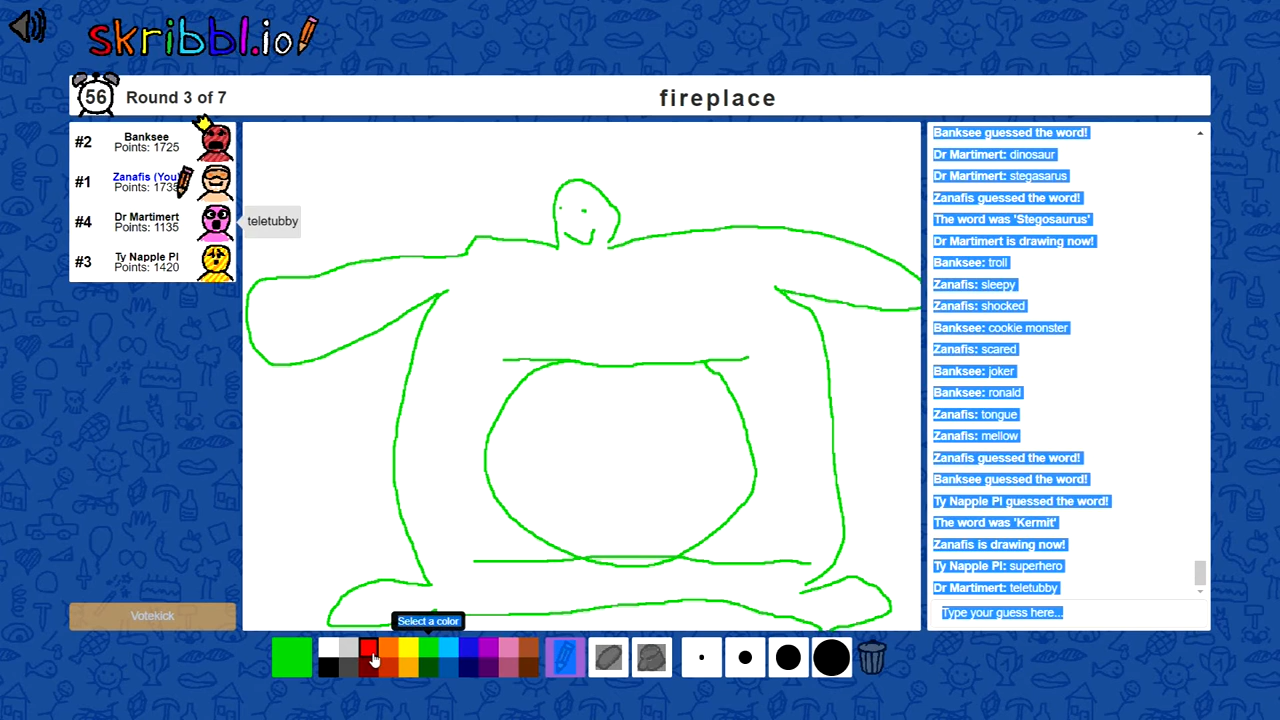 skribbl.io
56
Round 3 of 7
fireplace
#2
Banksee
Points: 1725
#1
Zanafis (You)
Points: 1735
#4
Dr Martimert
Points: 1135
teletubby
#3
Ty Napple PI
Points: 1420
Banksee guessed the word!
Dr Martimert: dinosaur
Dr Martimert: stegasarus
Zanafis guessed the word!
The word was 'Stegosaurus'
Dr Martimert is drawing now!
Banksee: troll
Zanafis: sleepy
Zanafis: shocked
Banksee: cookie monster
Zanafis: scared
Banksee: joker
Banksee: ronald
Zanafis: tongue
Zanafis: mellow
Zanafis guessed the word!
Banksee guessed the word!
Ty Napple PI guessed the word!
The word was 'Kermit'
Zanafis is drawing now!
Ty Napple PI: superhero
Dr Martimert: teletubby
Type your guess here...
Votekick
Select a color